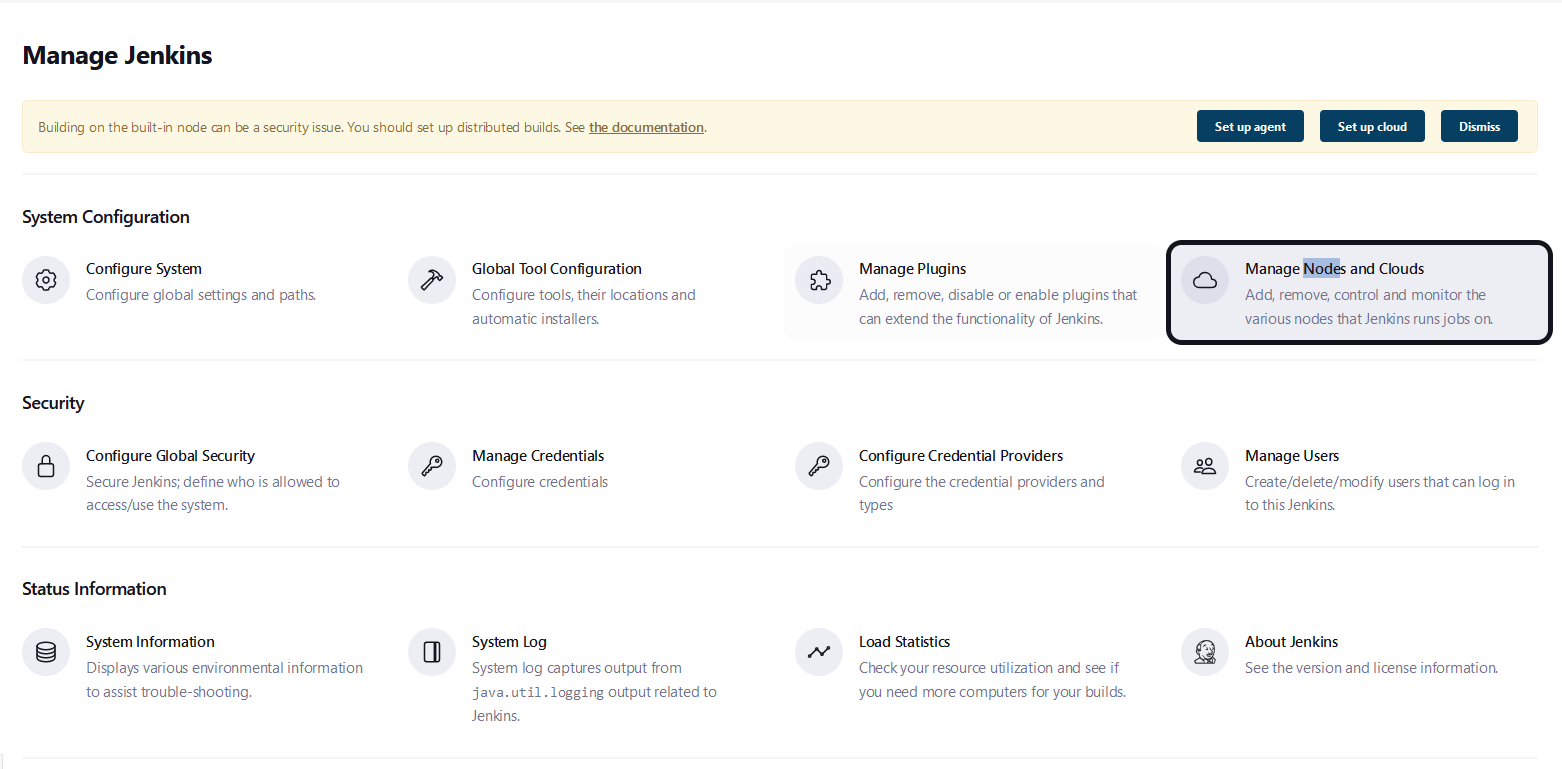 Manage Jenkins
Building on the built-in node can be a security issue. You should set up distributed builds. See the documentation.
Set up agent
Set up cloud
Dismiss
System Configuration
Configure System
Configure global settings and paths.
Global Tool Configuration
Configure tools, their locations and
automatic installers.
Manage Plugins
Add, remove, disable or enable plugins that
can extend the functionality of Jenkins.
Manage Nodes and Clouds
Add, remove, control and monitor the
various nodes that Jenkins runs jobs on.
Security
Configure Global Security
Secure Jenkins; define who is allowed to
access/use the system.
Manage Credentials
Configure credentials
Configure Credential Providers
Configure the credential providers and
types
Manage Users
Create/delete/modify users that can log in
to this Jenkins.
Status Information
System Information
Displays various environmental information
to assist trouble-shooting.
System Log
System log captures output from
java.util.logging output related to
Jenkins.
Load Statistics
Check your resource utilization and see if
you need more computers for your builds.
About Jenkins
See the version and license information.